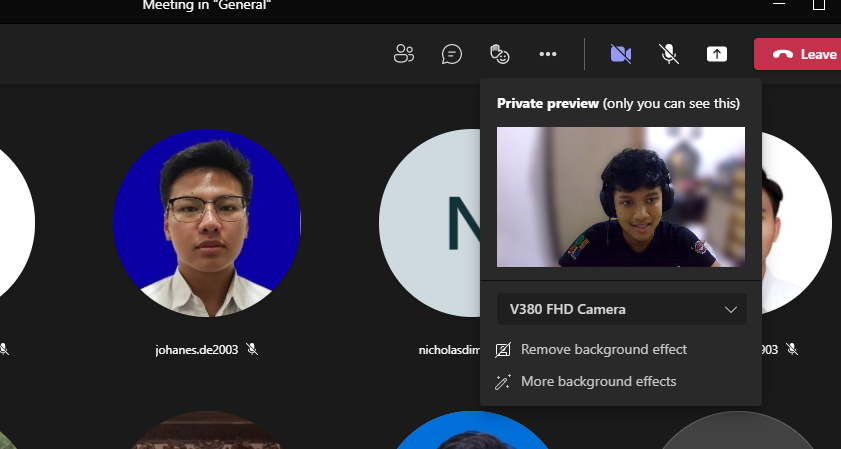 Meeting in "General"
Leave
Private preview (only you can see this)
N
V380 FHD Camera
johanes.de2003
nicholasdim
903
Remove background effect
More background effects